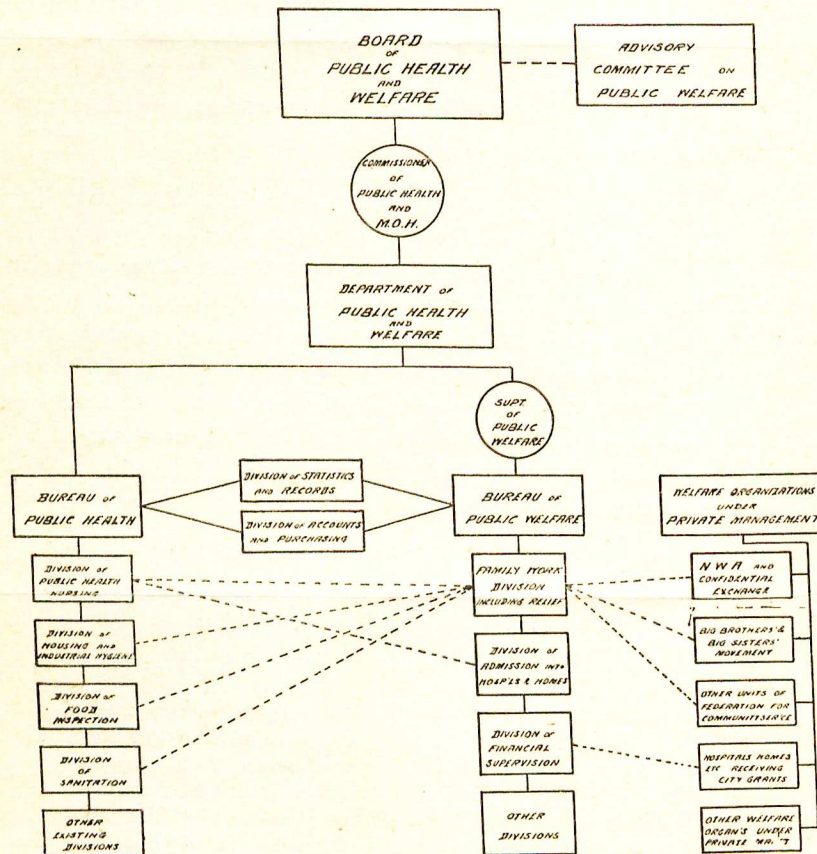 BOARD
OF
PUBLIC HEALTH
AND
WELFARE
ADVISORY
COMMITTEE ON
PUBLIC WELFARE
COMMISSIONER
OF
PUBLIC HEALTH
AND
M.O.H.
DEPARTMENT OF
PUBLIC HEALTH
AND
WELFARE
SUPT.
OF
PUBLIC
WELFARE
BUREAU OF
PUBLIC HEALTH
DIVISION OF STATISTICS
AND RECORDS
DIVISION OF ACCOUNTS
AND PURCHASING
BUREAU OF
PUBLIC WELFARE
WELFARE ORGANIZATIONS
UNDER
PRIVATE MANAGEMENT
DIVISION OF
PUBLIC HEALTH
NURSING
DIVISION OF
HOUSING AND
INDUSTRIAL HYGIENE
DIVISION OF
FOOD
INSPECTION
DIVISION
OF
SANITATION
OTHER
EXISTING
DIVISIONS
FAMILY WORK
DIVISION
INCLUDING RELIEF
DIVISION OF
ADMISSION INTO
HOSP'LS & HOMES
DIVISION OF
FINANCIAL
SUPERVISION
OTHER
DIVISIONS
N W A AND
CONFIDENTIAL
EXCHANGE
BIG BROTHERS' &
BIG SISTERS'
MOVEMENT
OTHER UNITS OF
FEDERATION FOR
COMMUNITY SERVICE
HOSPITALS HOMES
ETC RECEIVING
CITY GRANTS
OTHER WELFARE
ORGAN'S UNDER
PRIVATE